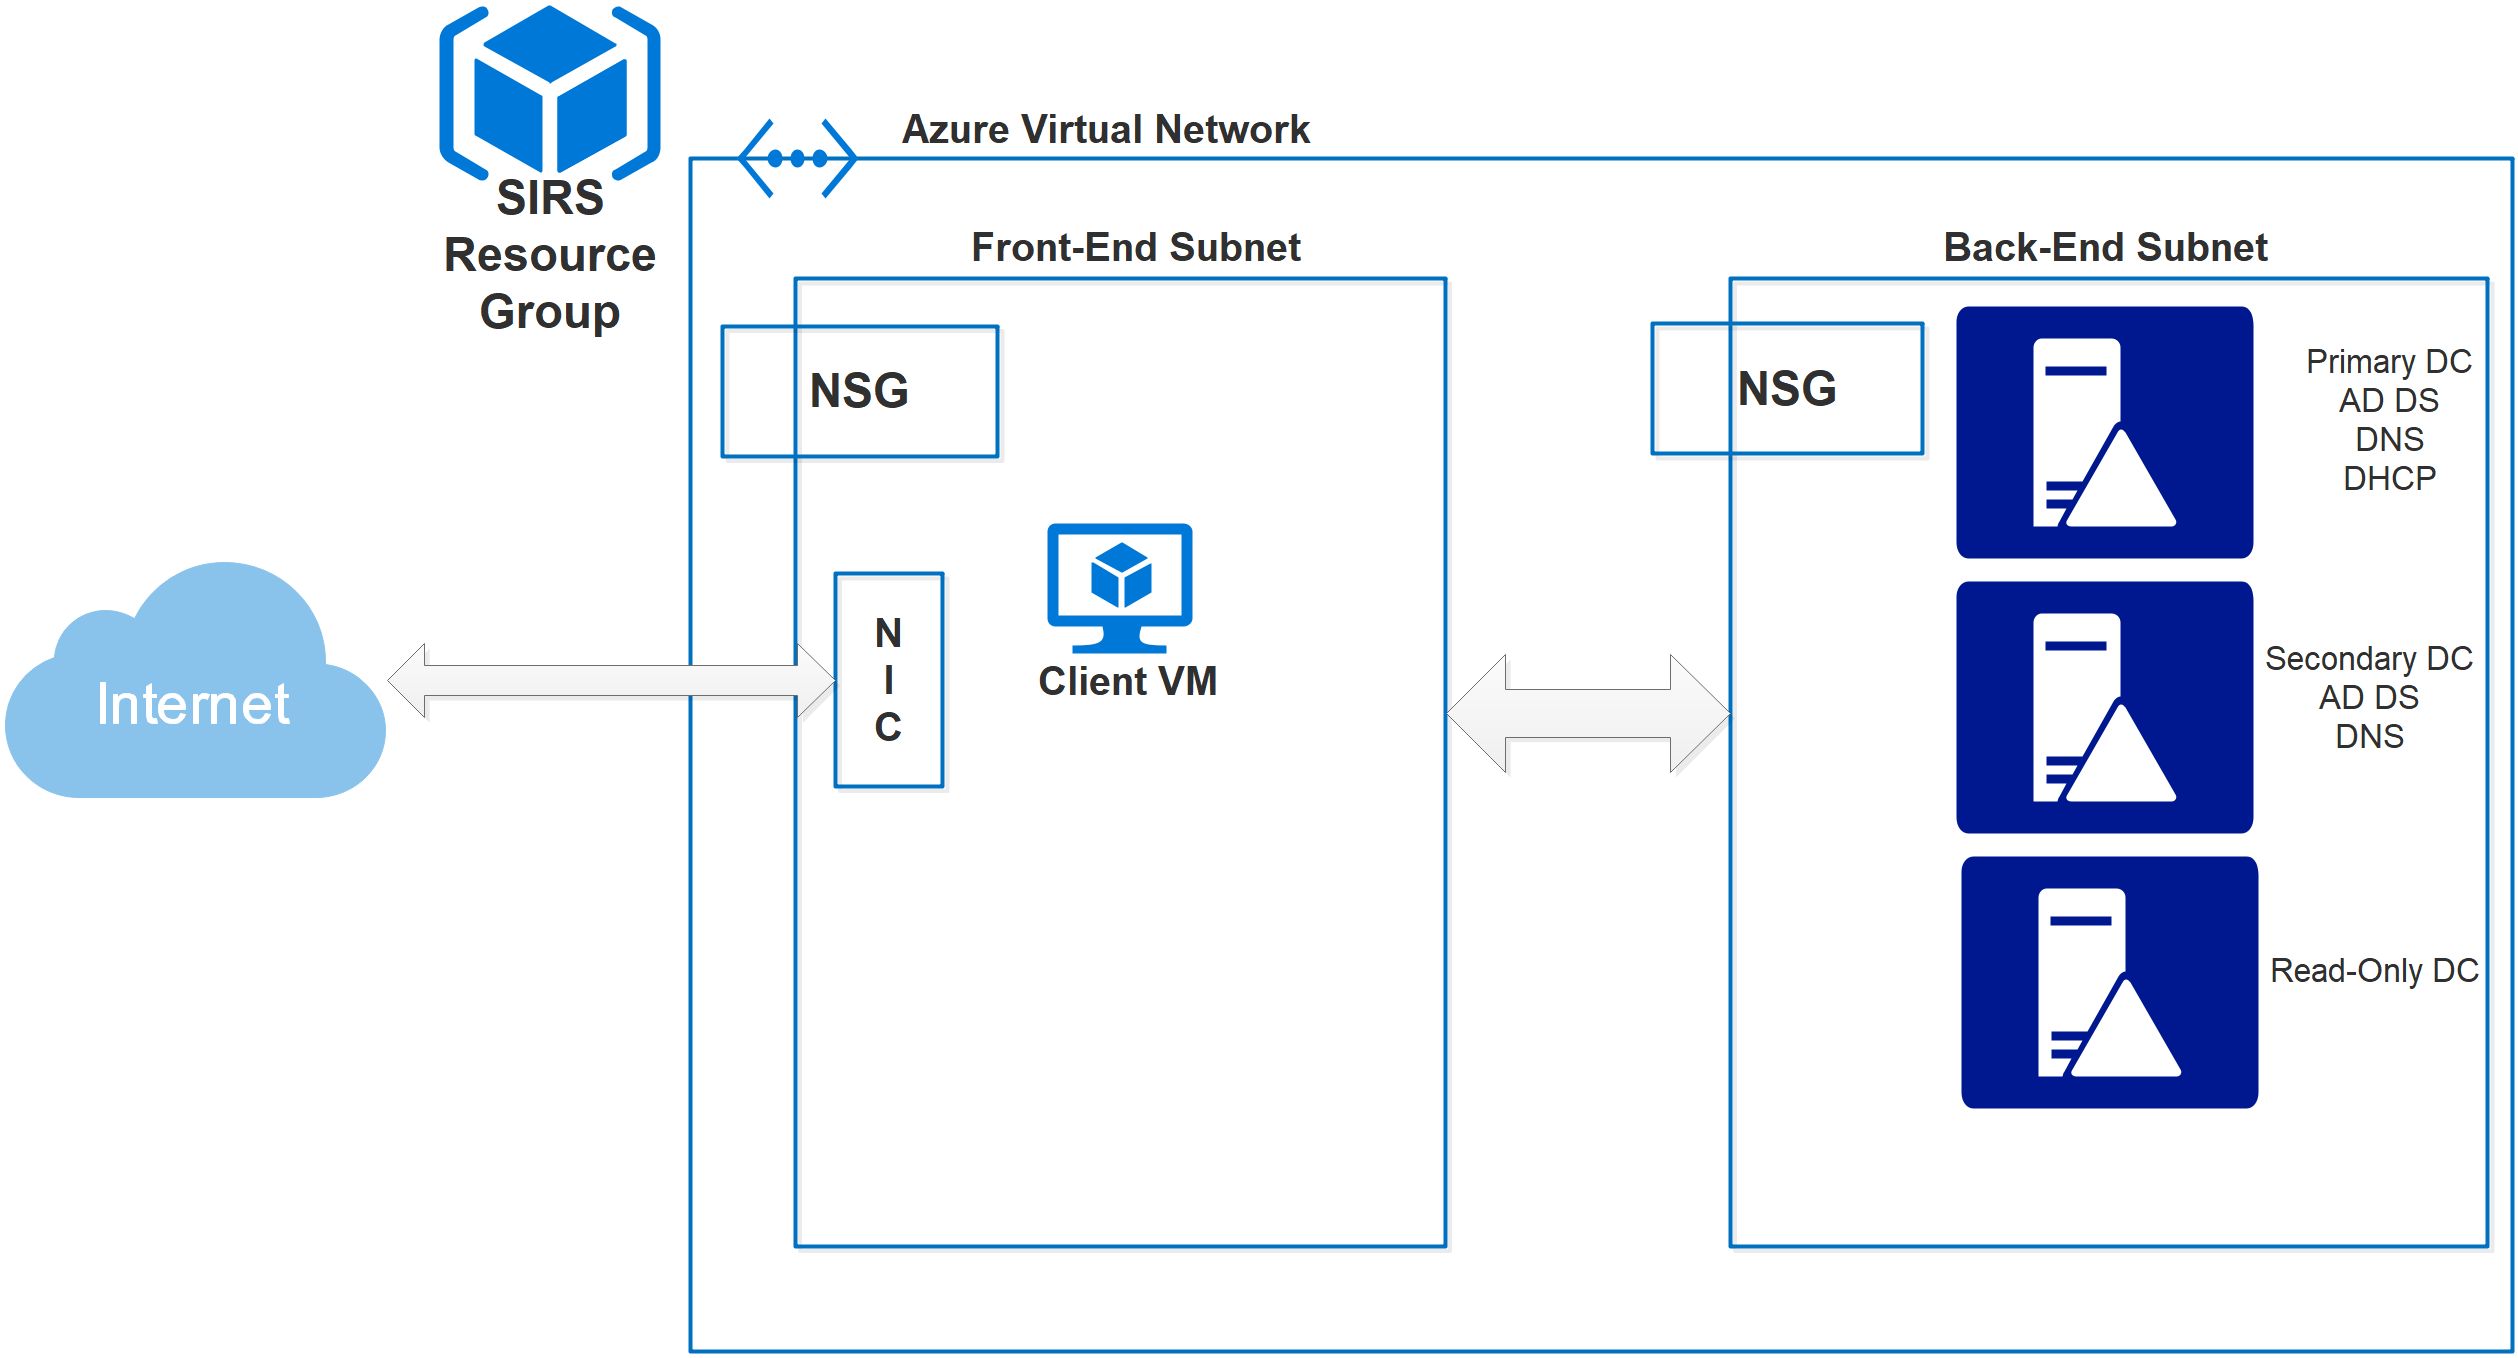 SIRS
Resource
Group
Azure Virtual Network
Front-End Subnet
Back-End Subnet
NSG
NSG
Primary DC
AD DS
DNS
DHCP
Internet
N
I
C
Client VM
Secondary DC
AD DS
DNS
Read-Only DC